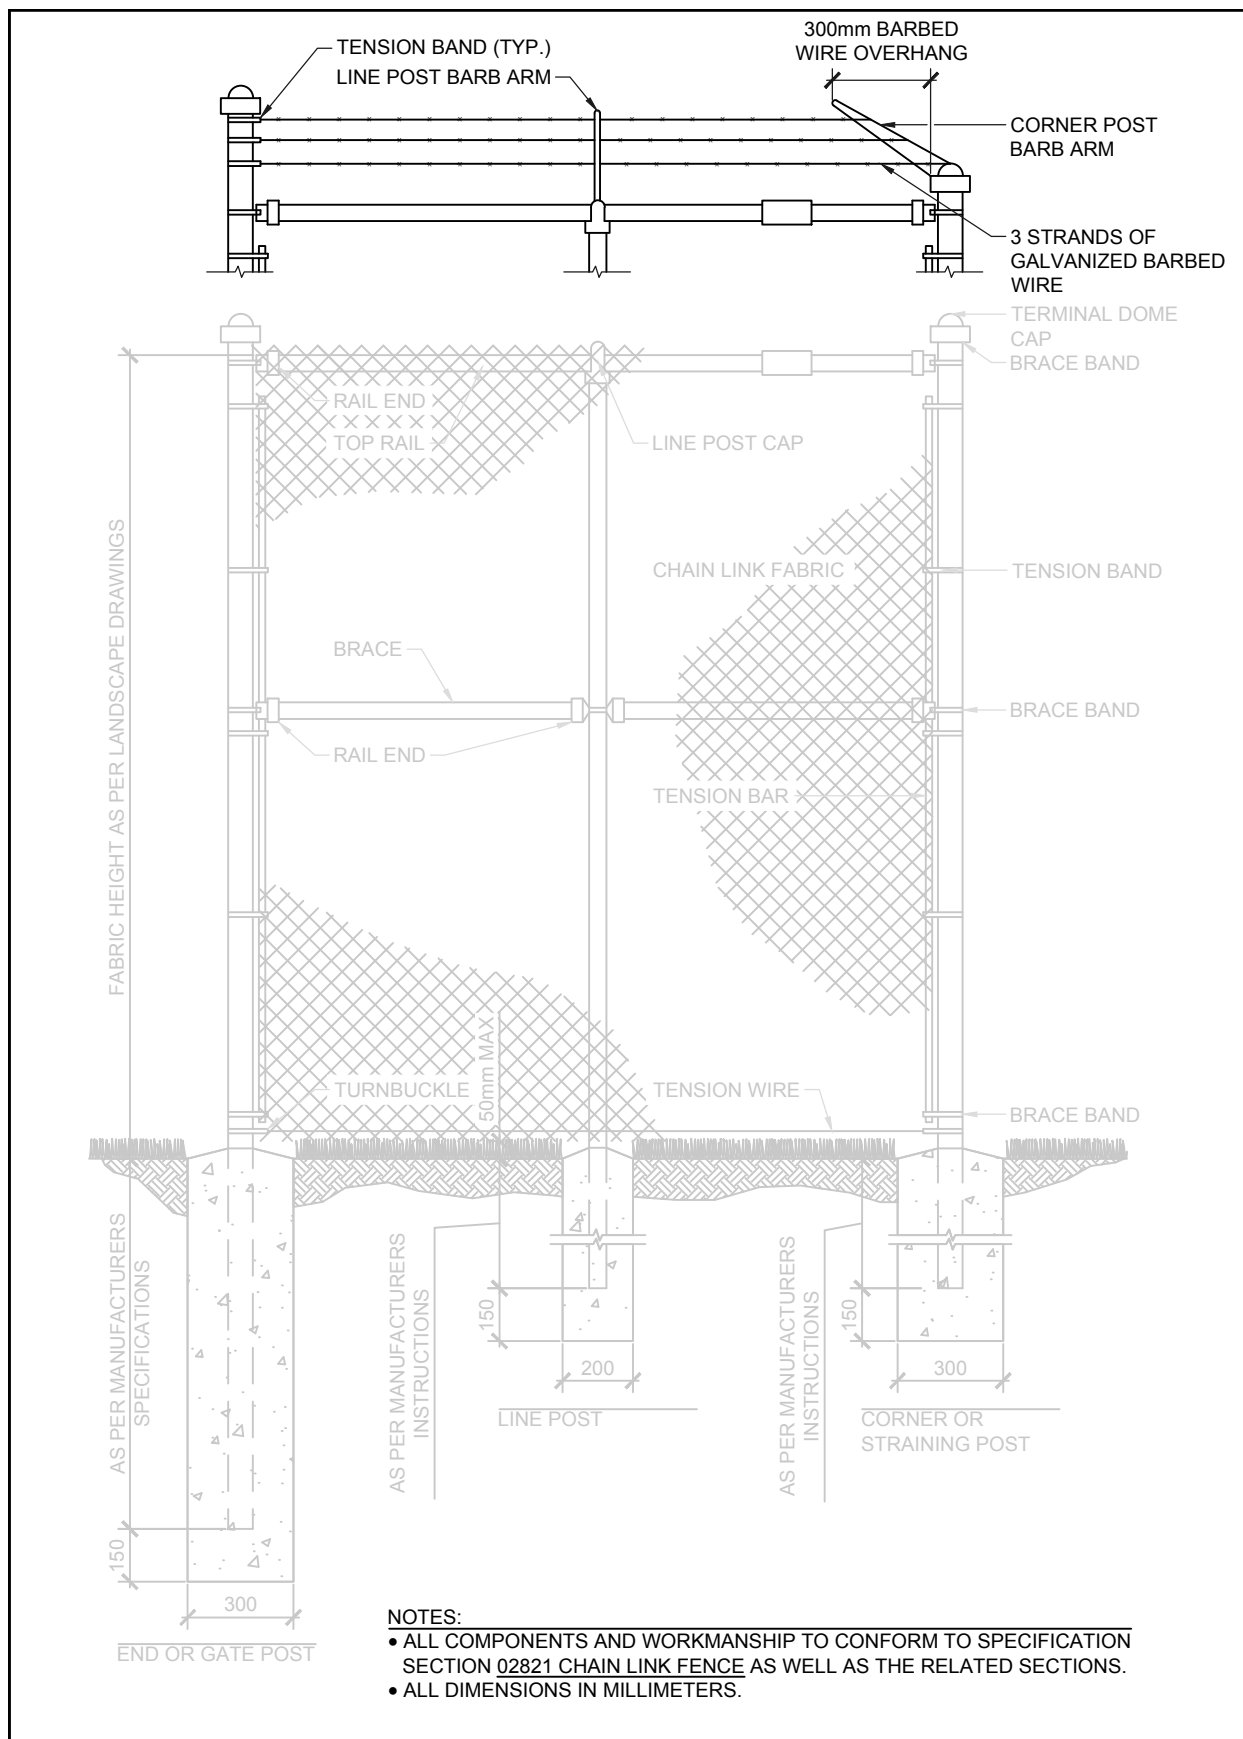 300mm BARBED
WIRE OVERHANG
TENSION BAND (TYP.)
LINE POST BARB ARM
CORNER POST
BARB ARM
3 STRANDS OF
GALVANIZED BARBED
WIRE
TERMINAL DOME
CAP
BRACE BAND
RAIL END
TOP RAIL
LINE POST CAP
FABRIC HEIGHT AS PER LANDSCAPE DRAWINGS
CHAIN LINK FABRIC
TENSION BAND
BRACE
BRACE BAND
RAIL END
TENSION BAR
50mm MAX
TURNBUCKLE
TENSION WIRE
BRACE BAND
AS PER MANUFACTURERS
SPECIFICATIONS
AS PER MANUFACTURERS
INSTRUCTIONS
150
200
LINE POST
AS PER MANUFACTURERS
INSTRUCTIONS
150
300
CORNER OR
STRAINING POST
150
300
END OR GATE POST
NOTES:
• ALL COMPONENTS AND WORKMANSHIP TO CONFORM TO SPECIFICATION
SECTION 02821 CHAIN LINK FENCE AS WELL AS THE RELATED SECTIONS.
• ALL DIMENSIONS IN MILLIMETERS.